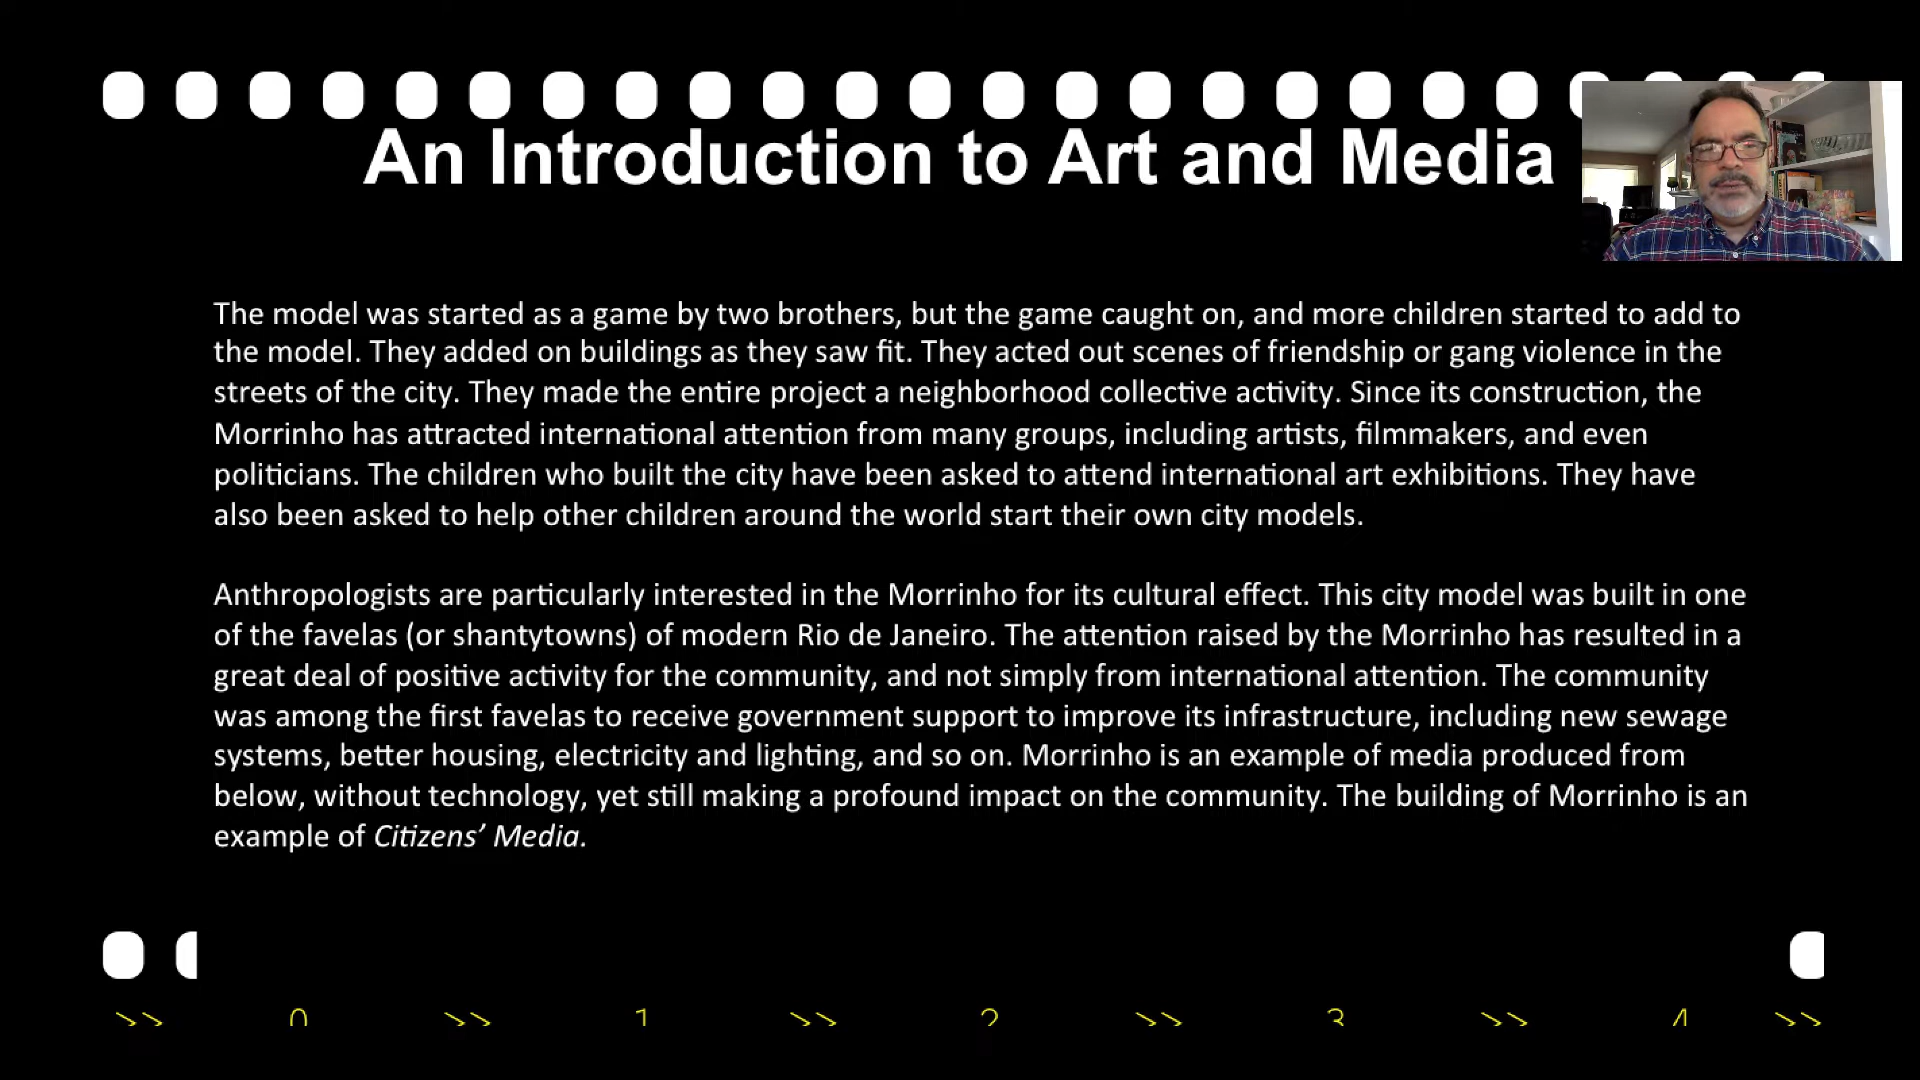 An Introduction to Art and Media
The model was started as a game by two brothers, but the game caught on, and more children started to add to
the model. They added on buildings as they saw fit. They acted out scenes of friendship or gang violence in the
streets of the city. They made the entire project a neighborhood collective activity. Since its construction, the
Morrinho has attracted international attention from many groups, including artists, filmmakers, and even
politicians. The children who built the city have been asked to attend international art exhibitions. They have
also been asked to help other children around the world start their own city models.
Anthropologists are particularly interested in the Morrinho for its cultural effect. This city model was built in one
of the favelas (or shantytowns) of modern Rio de Janeiro. The attention raised by the Morrinho has resulted in a
great deal of positive activity for the community, and not simply from international attention. The community
was among the first favelas to receive government support to improve its infrastructure, including new sewage
systems, better housing, electricity and lighting, and so on. Morrinho is an example of media produced from
below, without technology, yet still making a profound impact on the community. The building of Morrinho is an
example of Citizens’ Media.
>> 0 >> 1 >> 2 >> 3 >> 4 >>